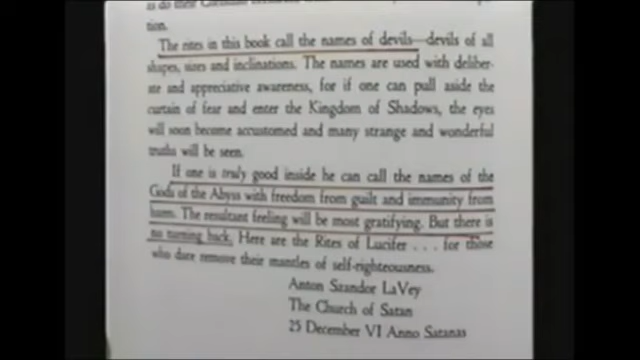 tion.
The rites in this book call the names of devils—devils of all
shapes, sizes and inclinations. The names are used with deliber-
ate and appreciative awareness, for if one can pull aside the
curtain of fear and enter the Kingdom of Shadows, the eyes
will soon become accustomed and many strange and wonderful
truths will be seen.
If one is truly good inside he can call the names of the
Gods of the Abyss with freedom from guilt and immunity from
harm. The resultant feeling will be most gratifying. But there is
no turning back. Here are the Rites of Lucifer . . . for those
who dare remove their mantles of self-righteousness.
Anton Szandor LaVey
The Church of Satan
25 December VI Anno Satanas